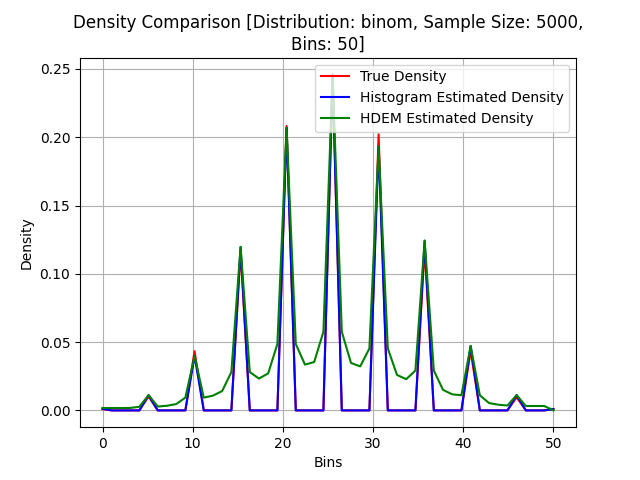 Density Comparison [Distribution: binom, Sample Size: 5000,
Bins: 50]
True Density
Histogram Estimated Density
HDEM Estimated Density
Density
0.25
0.20
0.15
0.10
0.05
0.00
0 10 20 30 40 50
Bins